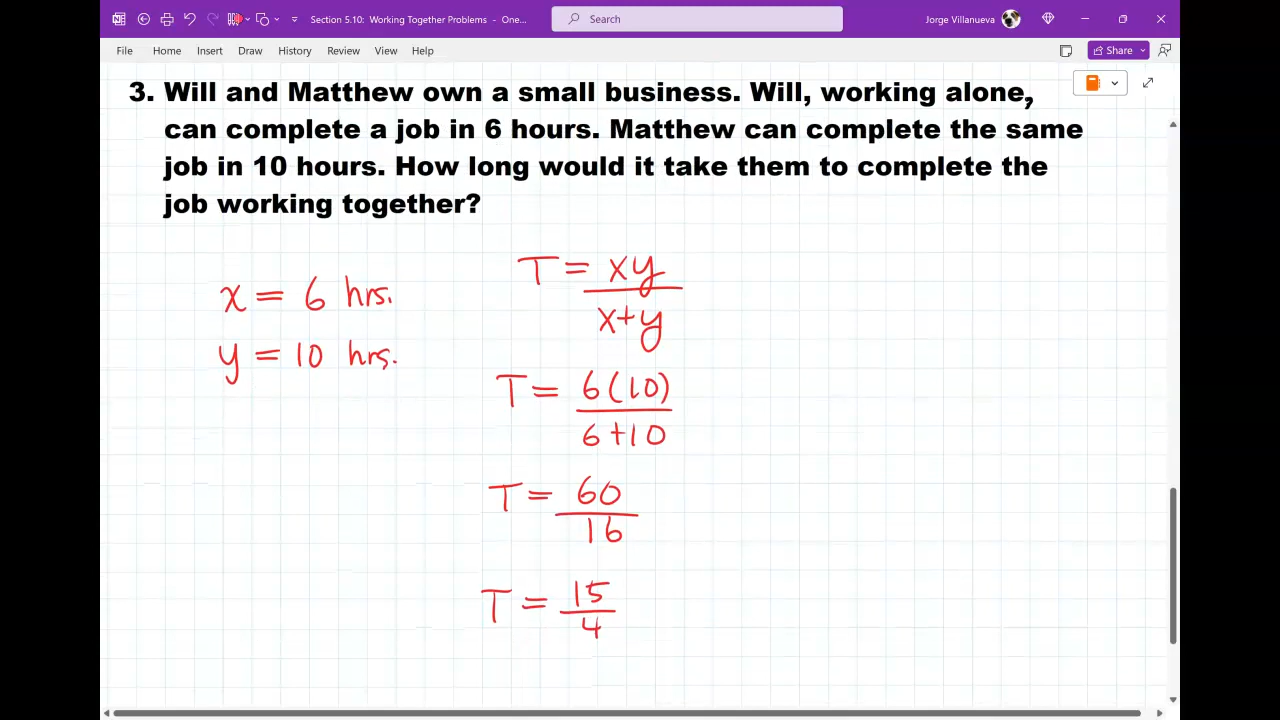 Section 5.10: Working Together Problems - One...
Search
Jorge Villanueva
File Home Insert Draw History Review View Help
Share
3. Will and Matthew own a small business. Will, working alone,
can complete a job in 6 hours. Matthew can complete the same
job in 10 hours. How long would it take them to complete the
job working together?
x = 6 hrs.
y = 10 hrs.
T = xy
x+y
T = 6(10)
6+10
T = 60
16
T = 15
4